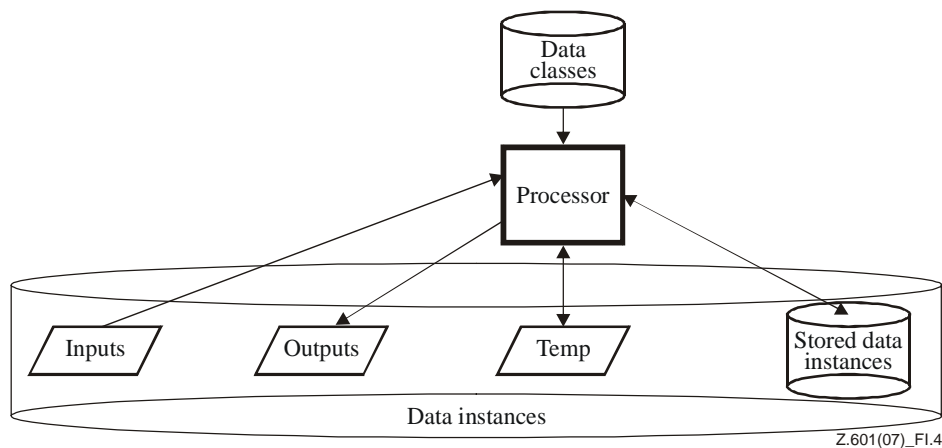 Data
classes
Processor
Inputs
Outputs
Temp
Stored data
instances
Data instances
Z.601(07)_FI.4